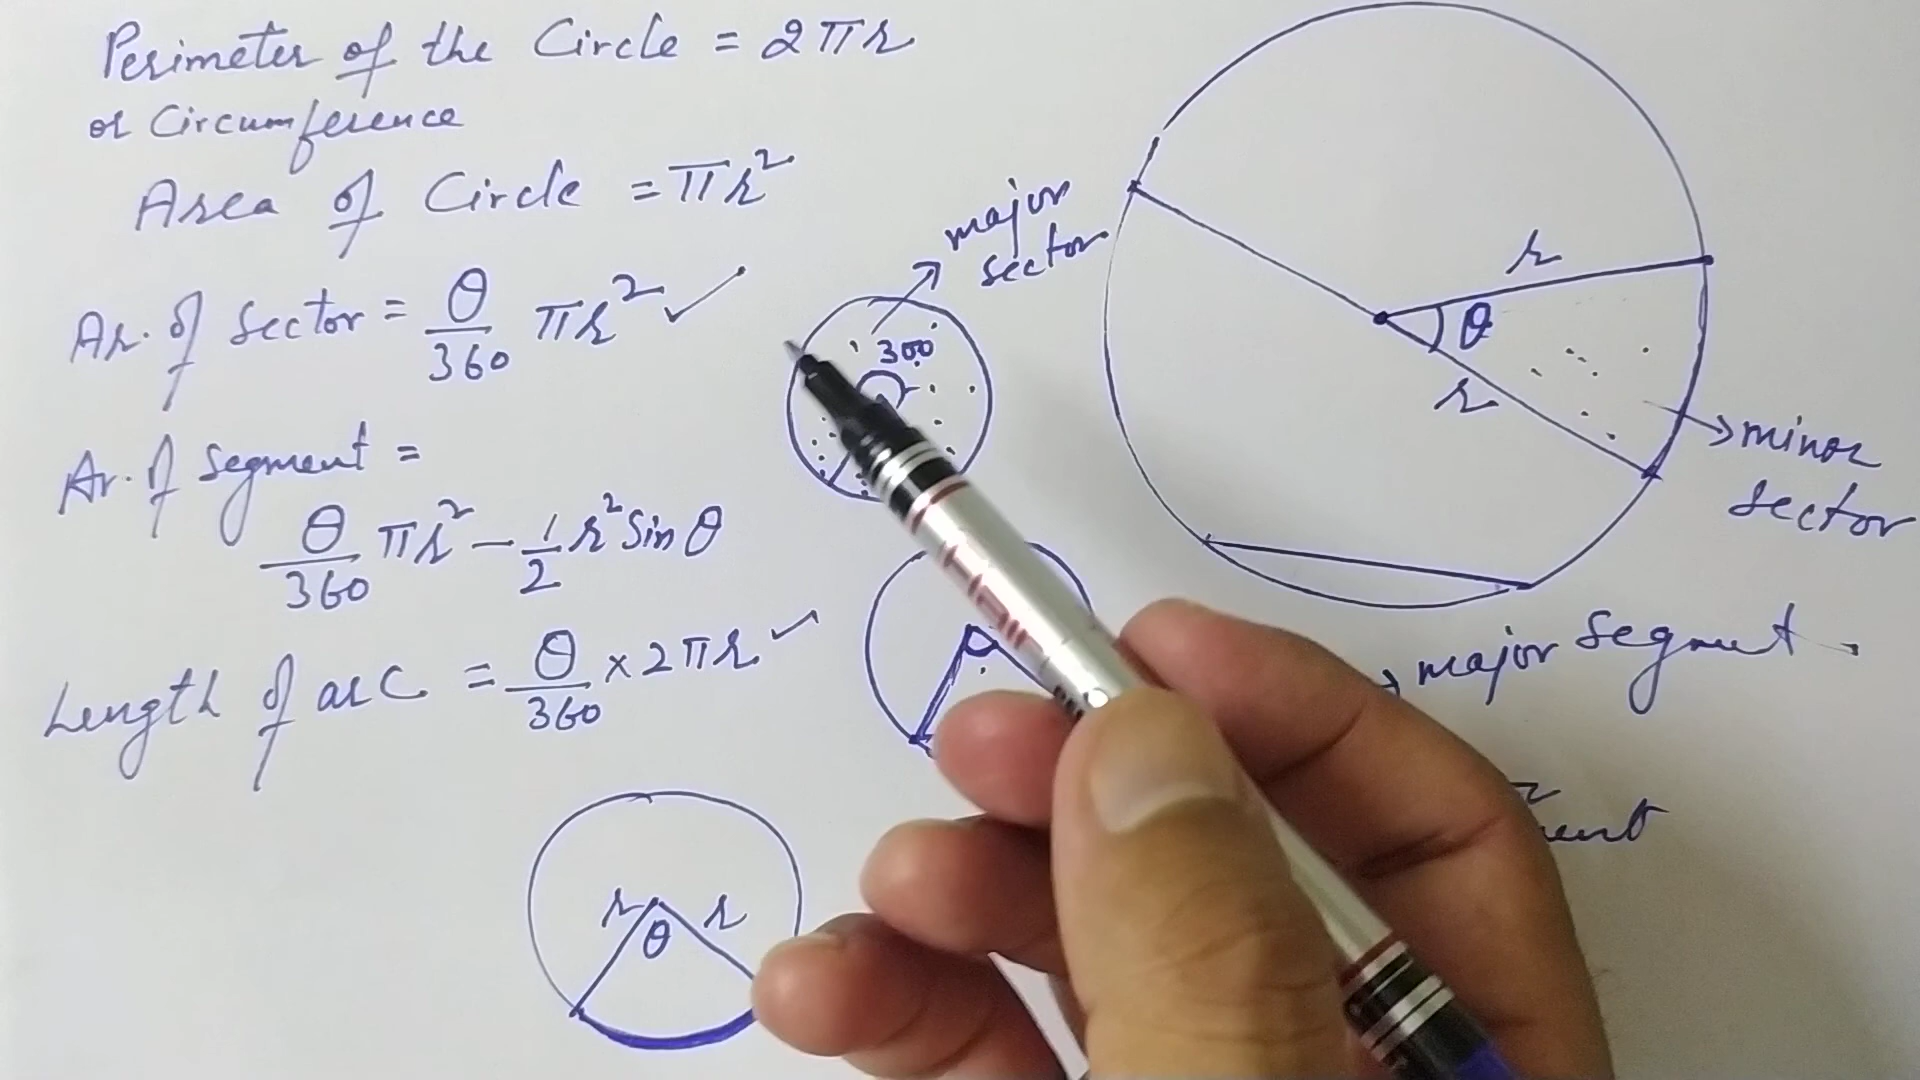 Perimeter of the Circle = 2πr
or Circumference
Area of Circle = πr²
Ar. of Sector = θ/360 πr² ✓
Ar. of Segment =
θ/360 πr² - 1/2 r² Sin θ
Length of arc = θ/360 × 2πr ✓
major
sector
300
r
θ
r
minor
sector
major Segment
r
r
θ